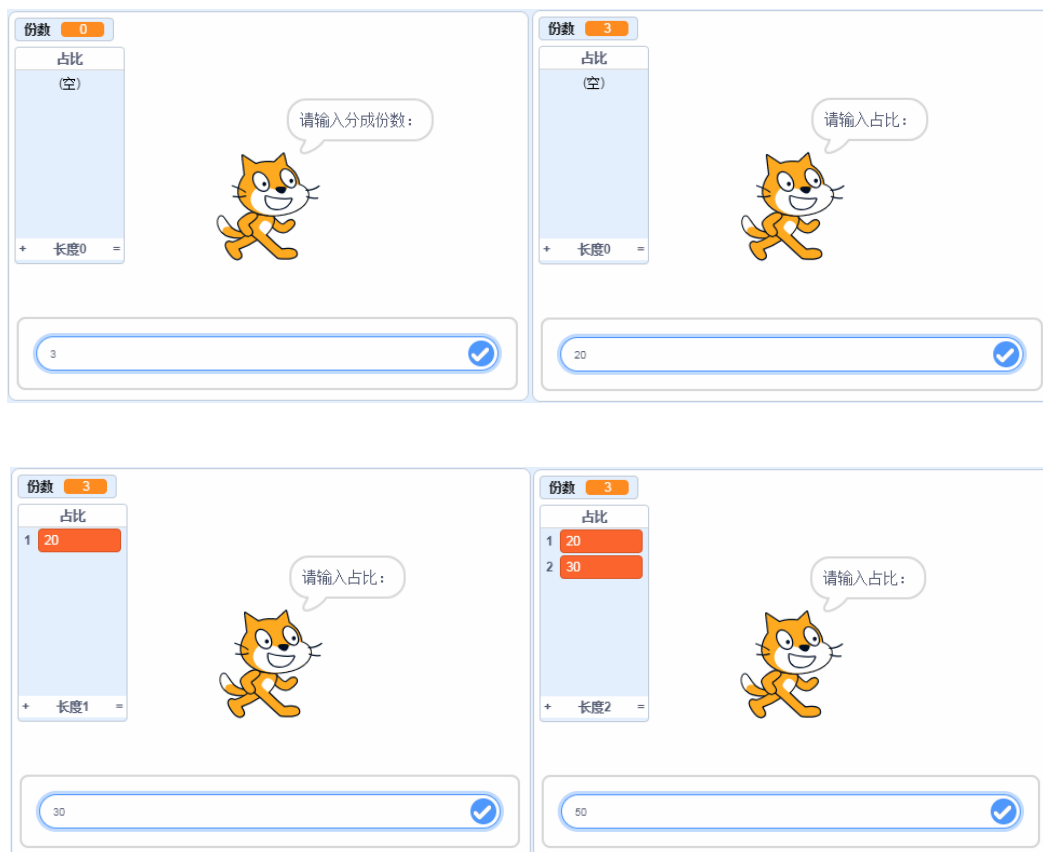 份数 0
占比
(空)
请输入分成份数：
+ 长度0 =
3
份数 3
占比
(空)
请输入占比：
+ 长度0 =
20
份数 3
占比
1 20
请输入占比：
+ 长度1 =
30
份数 3
占比
1 20
2 30
请输入占比：
+ 长度2 =
50